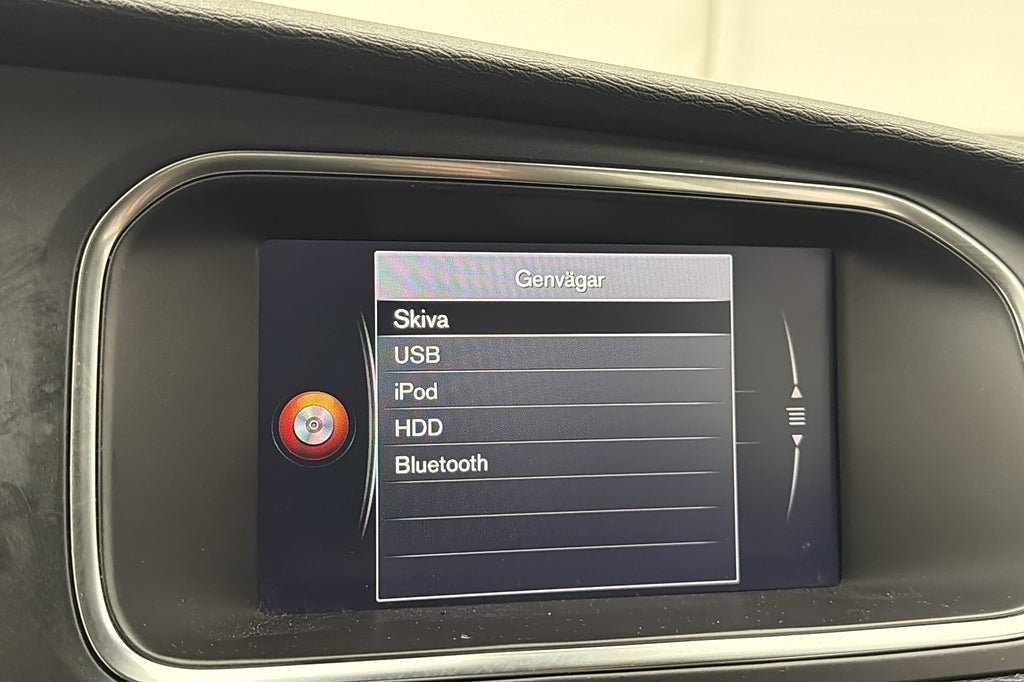 Genvägar
Skiva
USB
iPod
HDD
Bluetooth